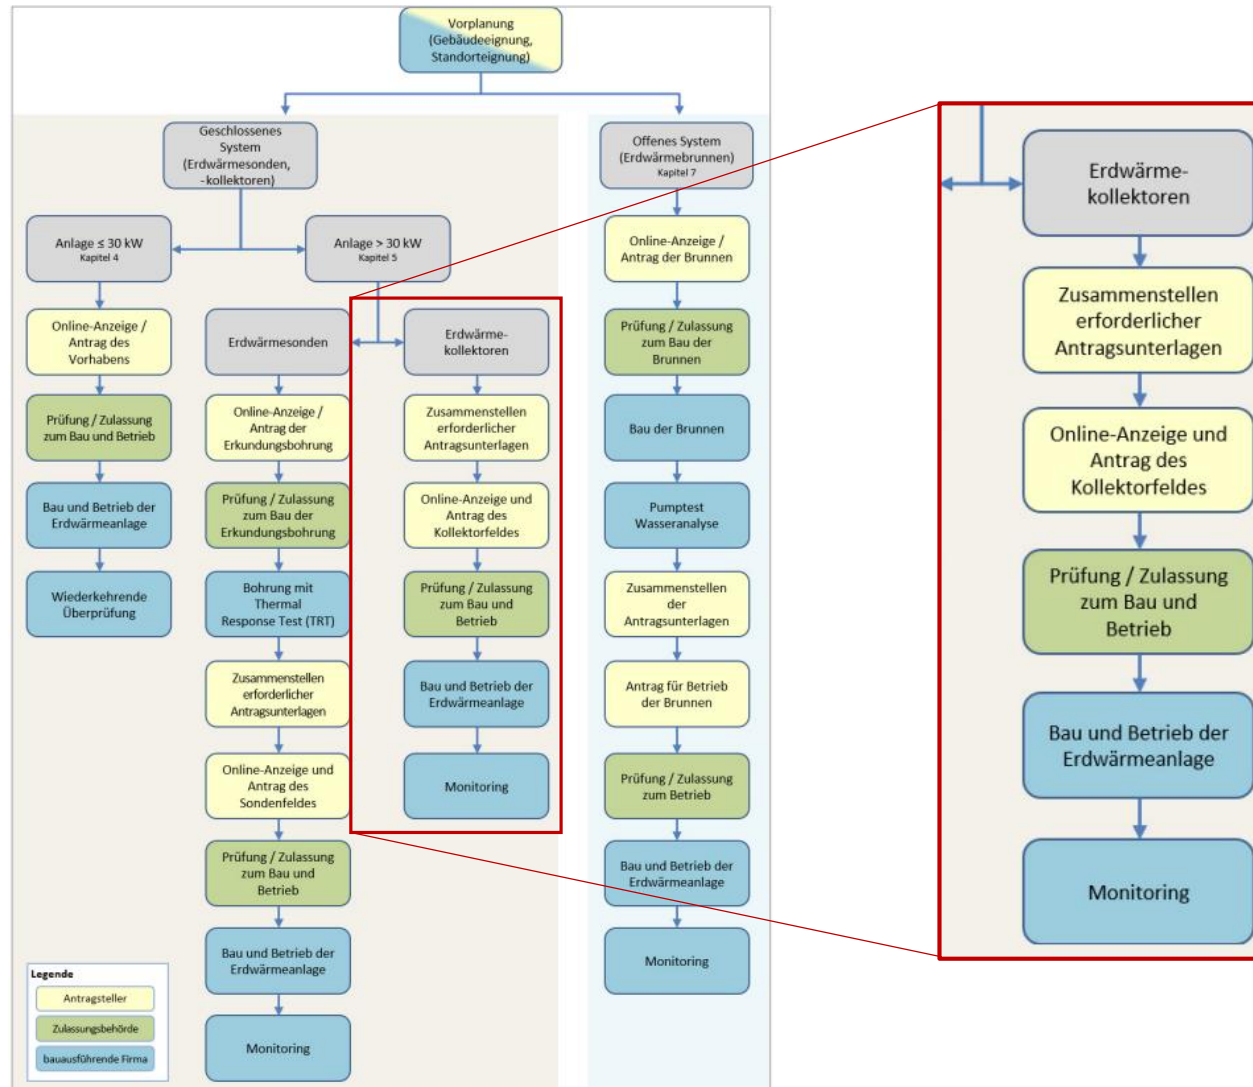 Vorplanung
(Gebäudeeignung,
Standorteignung)
Geschlossenes
System
(Erdwärmesonden,
-kollektoren)
Offenes System
(Erdwärmebrunnen)
Kapitel 7
Anlage ≤ 30 kW
Kapitel 4
Anlage > 30 kW
Kapitel 5
Online-Anzeige /
Antrag des
Vorhabens
Prüfung / Zulassung
zum Bau und Betrieb
Bau und Betrieb der
Erdwärmeanlage
Wiederkehrende
Überprüfung
Erdwärmesonden
Online-Anzeige /
Antrag der
Erkundungsbohrung
Prüfung / Zulassung
zum Bau der
Erkundungsbohrung
Bohrung mit
Thermal
Response Test (TRT)
Zusammenstellen
erforderlicher
Antragsunterlagen
Online-Anzeige und
Antrag des
Sondenfeldes
Prüfung / Zulassung
zum Bau und
Betrieb
Bau und Betrieb der
Erdwärmeanlage
Monitoring
Erdwärme-
kollektoren
Zusammenstellen
erforderlicher
Antragsunterlagen
Online-Anzeige und
Antrag des
Kollektorfeldes
Prüfung / Zulassung
zum Bau und
Betrieb
Bau und Betrieb der
Erdwärmeanlage
Monitoring
Online-Anzeige /
Antrag der Brunnen
Prüfung / Zulassung
zum Bau der
Brunnen
Bau der Brunnen
Pumptest
Wasseranalyse
Zusammenstellen
der
Antragsunterlagen
Antrag für Betrieb
der Brunnen
Prüfung / Zulassung
zum Betrieb
Bau und Betrieb der
Erdwärmeanlage
Monitoring
Legende
Antragsteller
Zulassungsbehörde
bauausführende Firma
Erdwärme-
kollektoren
Zusammenstellen
erforderlicher
Antragsunterlagen
Online-Anzeige und
Antrag des
Kollektorfeldes
Prüfung / Zulassung
zum Bau und
Betrieb
Bau und Betrieb der
Erdwärmeanlage
Monitoring